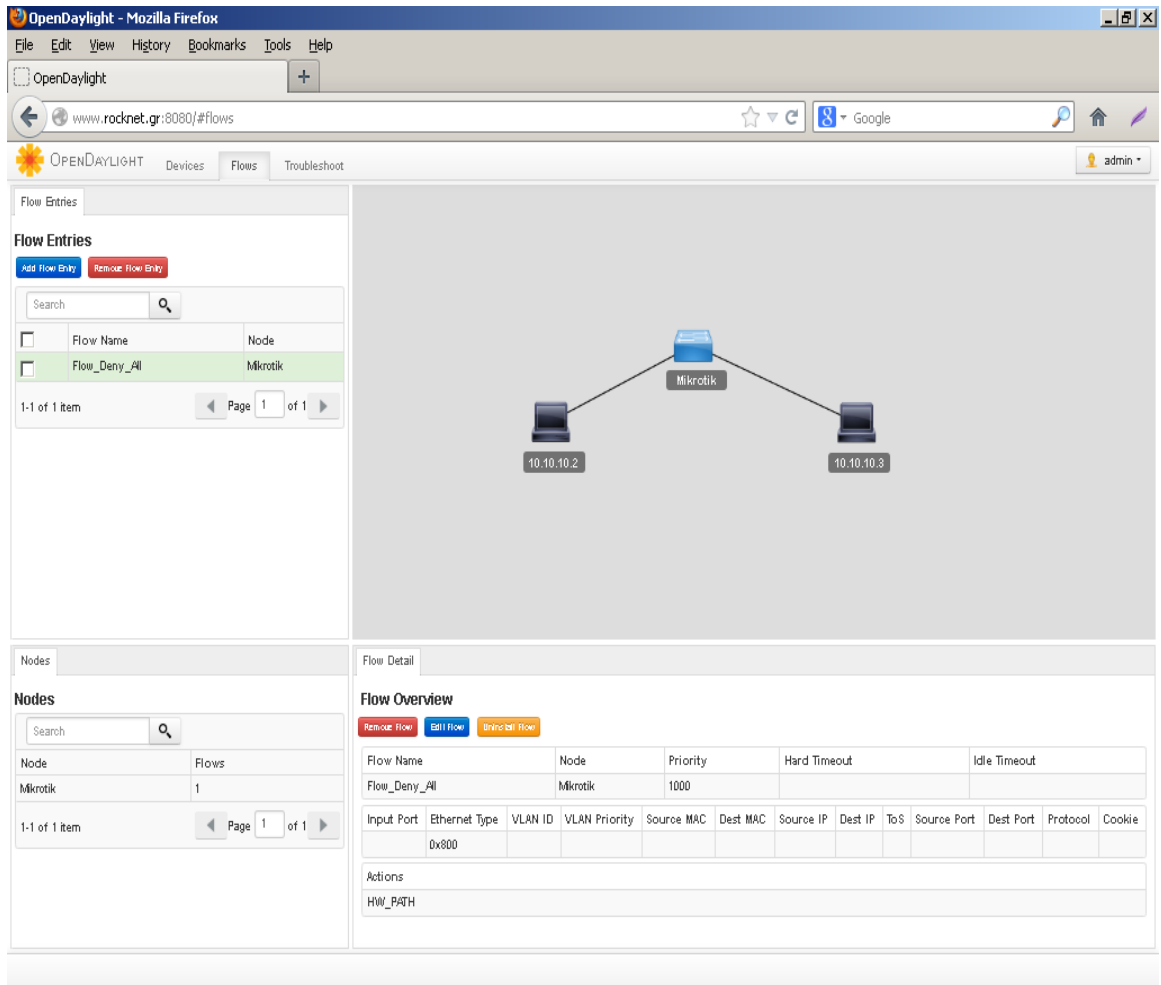 OpenDaylight - Mozilla Firefox
File Edit View History Bookmarks Tools Help
OpenDaylight
www.rocknet.gr:8080/#flows
8 Google
OPENDAYLIGHT Devices Flows Troubleshoot admin
Flow Entries
Flow Entries
Add Flow Entry Remove Flow Entry
Search
Flow Name Node
Flow_Deny_All Mikrotik
1-1 of 1 item Page 1 of 1
Mikrotik
10.10.10.2
10.10.10.3
Nodes
Nodes
Search
Node Flows
Mikrotik 1
1-1 of 1 item Page 1 of 1
Flow Detail
Flow Overview
Remove Flow Edit Flow Uninstall Flow
Flow Name Node Priority Hard Timeout Idle Timeout
Flow_Deny_All Mikrotik 1000
Input Port Ethernet Type VLAN ID VLAN Priority Source MAC Dest MAC Source IP Dest IP ToS Source Port Dest Port Protocol Cookie
0x800
Actions
HW_PATH